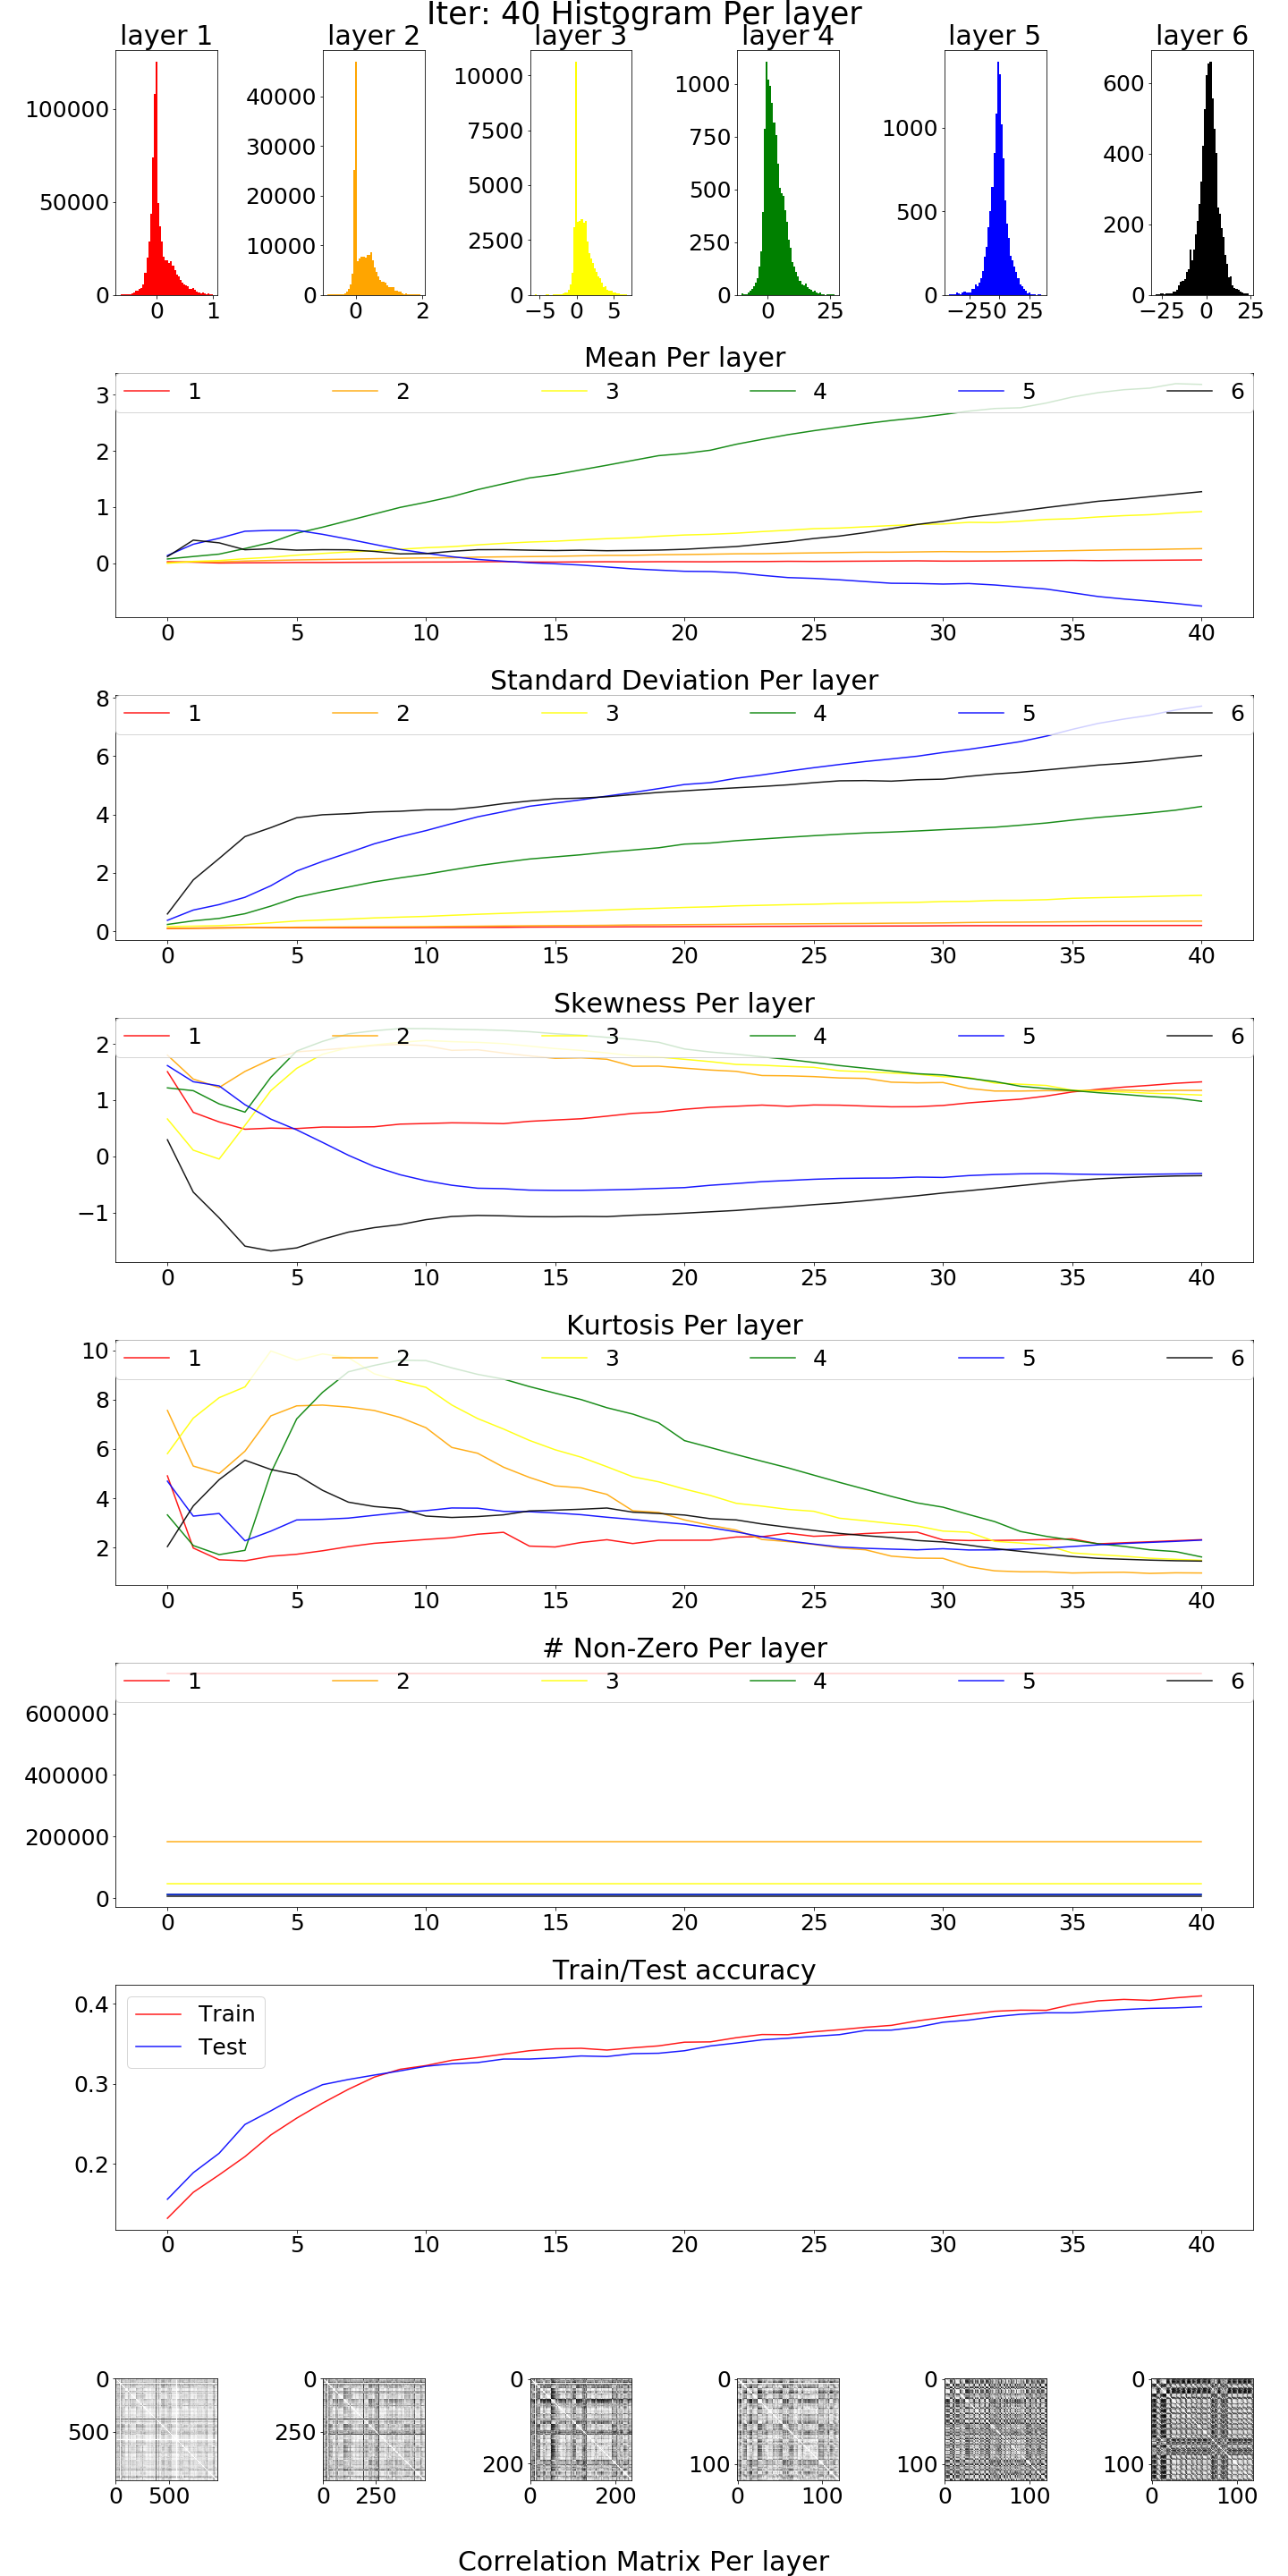 Iter: 40 Histogram Per layer
layer 1 layer 2 layer 3 layer 4 layer 5 layer 6
100000
50000
0
0 1
40000
30000
20000
10000
0
0 2
10000
7500
5000
2500
0
−5 0 5
1000
750
500
250
0
0 25
1000
500
0
−25 0 25
600
400
200
0
−25 0 25
Mean Per layer
1 2 3 4 5 6
3
2
1
0
0 5 10 15 20 25 30 35 40
Standard Deviation Per layer
1 2 3 4 5 6
8
6
4
2
0
0 5 10 15 20 25 30 35 40
Skewness Per layer
1 2 3 4 5 6
2
1
0
−1
0 5 10 15 20 25 30 35 40
Kurtosis Per layer
1 2 3 4 5 6
10
8
6
4
2
0 5 10 15 20 25 30 35 40
# Non-Zero Per layer
1 2 3 4 5 6
600000
400000
200000
0
0 5 10 15 20 25 30 35 40
Train/Test accuracy
Train
Test
0.4
0.3
0.2
0 5 10 15 20 25 30 35 40
0
500
0 500
0
250
0 250
0
200
0 200
0
100
0 100
0
100
0 100
0
100
0 100
Correlation Matrix Per layer